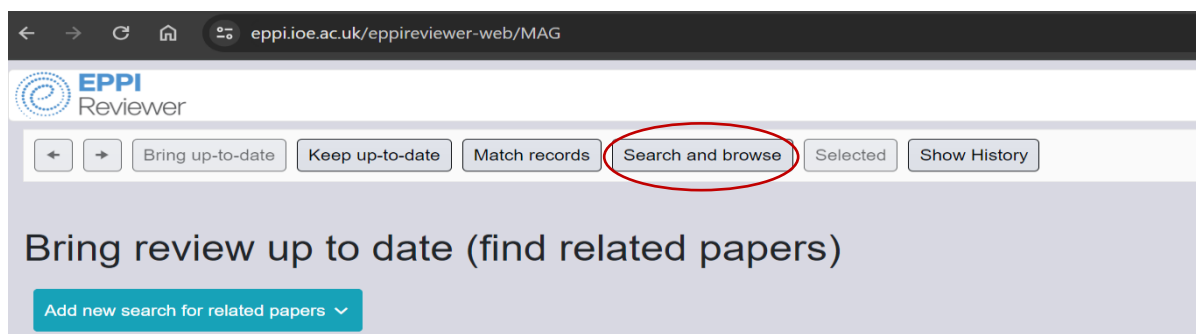 eppi.ioe.ac.uk/eppireviewer-web/MAG
EPPI
Reviewer
Bring up-to-date Keep up-to-date Match records Search and browse Selected Show History
Bring review up to date (find related papers)
Add new search for related papers